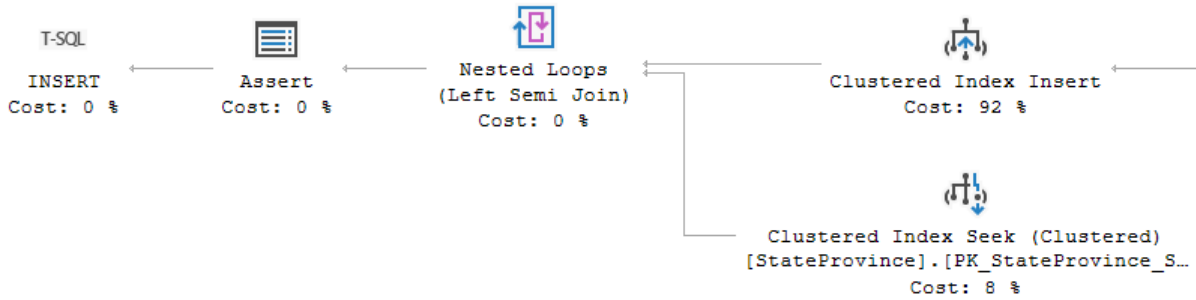 T-SQL
INSERT
Cost: 0 %
Assert
Cost: 0 %
Nested Loops
(Left Semi Join)
Cost: 0 %
Clustered Index Insert
Cost: 92 %
Clustered Index Seek (Clustered)
[StateProvince].[PK_StateProvince_S…
Cost: 8 %